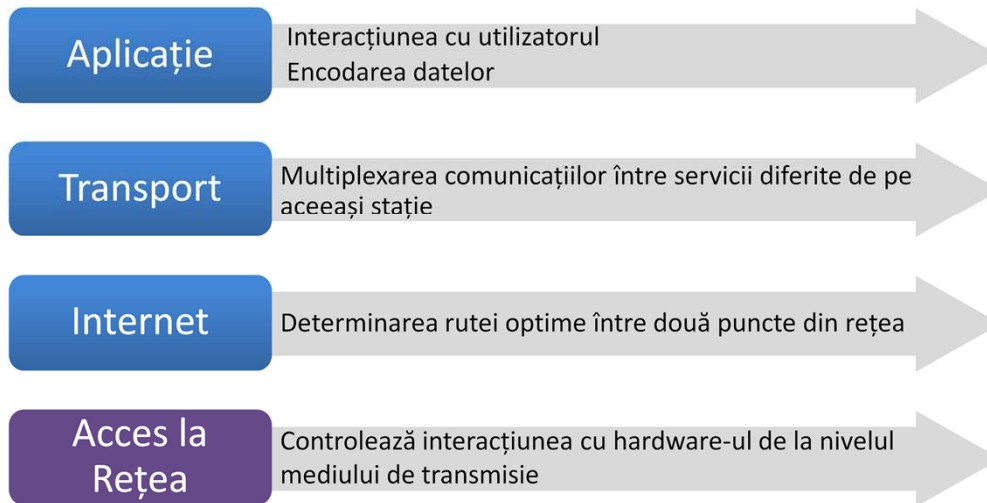 Aplicație
Interacțiunea cu utilizatorul
Encodarea datelor
Transport
Multiplexarea comunicațiilor între servicii diferite de pe
aceeași stație
Internet
Determinarea rutei optime între două puncte din rețea
Acces la
Rețea
Controlează interacțiunea cu hardware-ul de la nivelul
mediului de transmisie